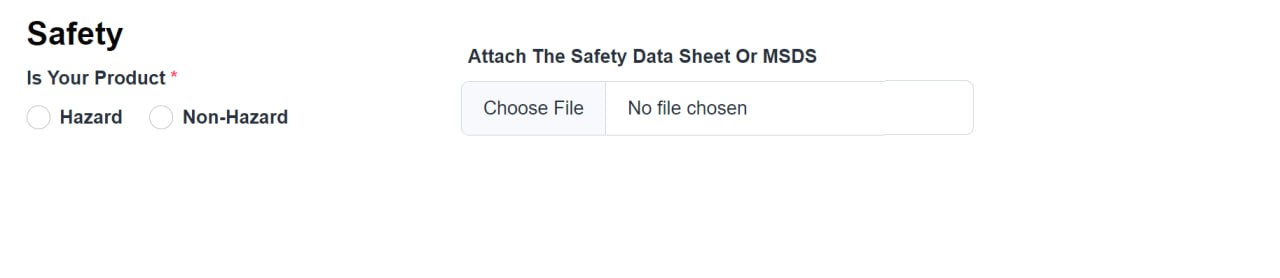 Safety
Is Your Product *
Hazard Non-Hazard
Attach The Safety Data Sheet Or MSDS
Choose File No file chosen